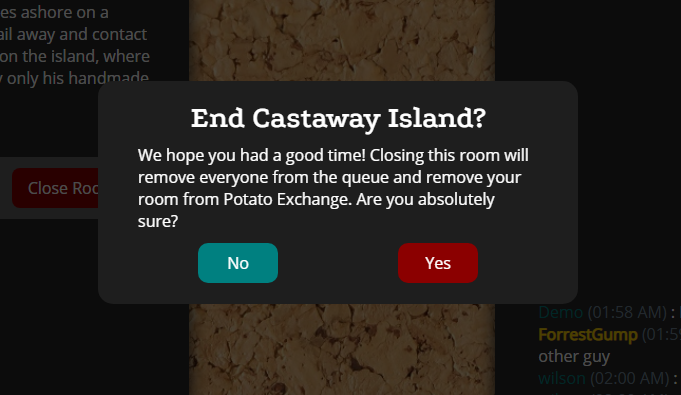 es ashore on a
ail away and contact
on the island, where
y only his handmade
End Castaway Island?
We hope you had a good time! Closing this room will
remove everyone from the queue and remove your
room from Potato Exchange. Are you absolutely
sure?
Close Roo
No
Yes
Demo (01:58 AM) :
ForrestGump (01:59
other guy
wilson (02:00 AM) :